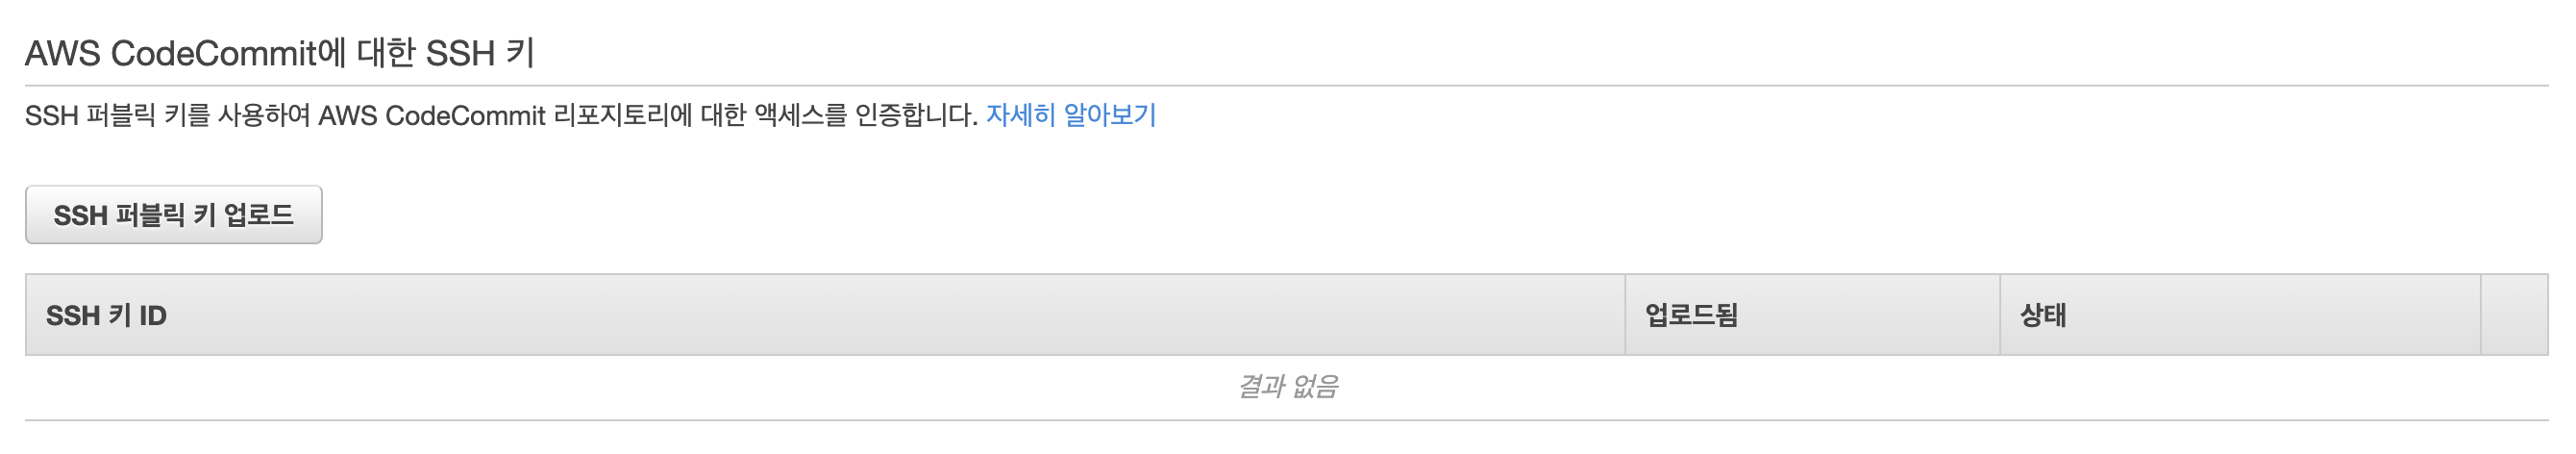 AWS CodeCommit에 대한 SSH 키
SSH 퍼블릭 키를 사용하여 AWS CodeCommit 리포지토리에 대한 액세스를 인증합니다. 자세히 알아보기
SSH 퍼블릭 키 업로드
SSH 키 ID 업로드됨 상태
결과 없음